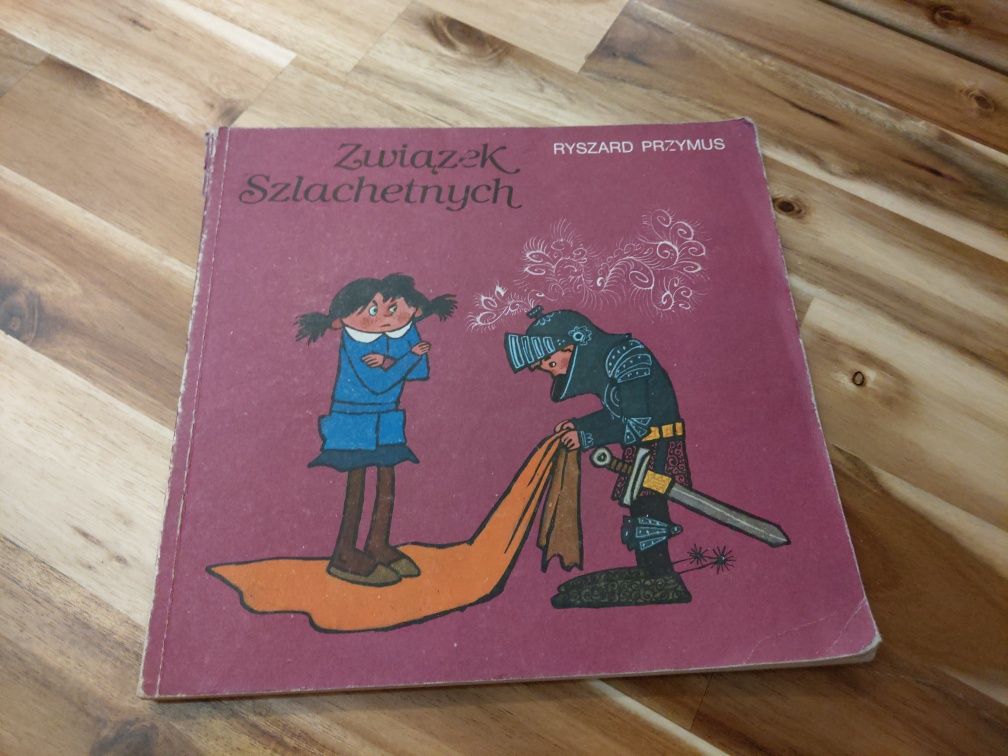 Związek
Szlachetnych
RYSZARD PRZYMUS